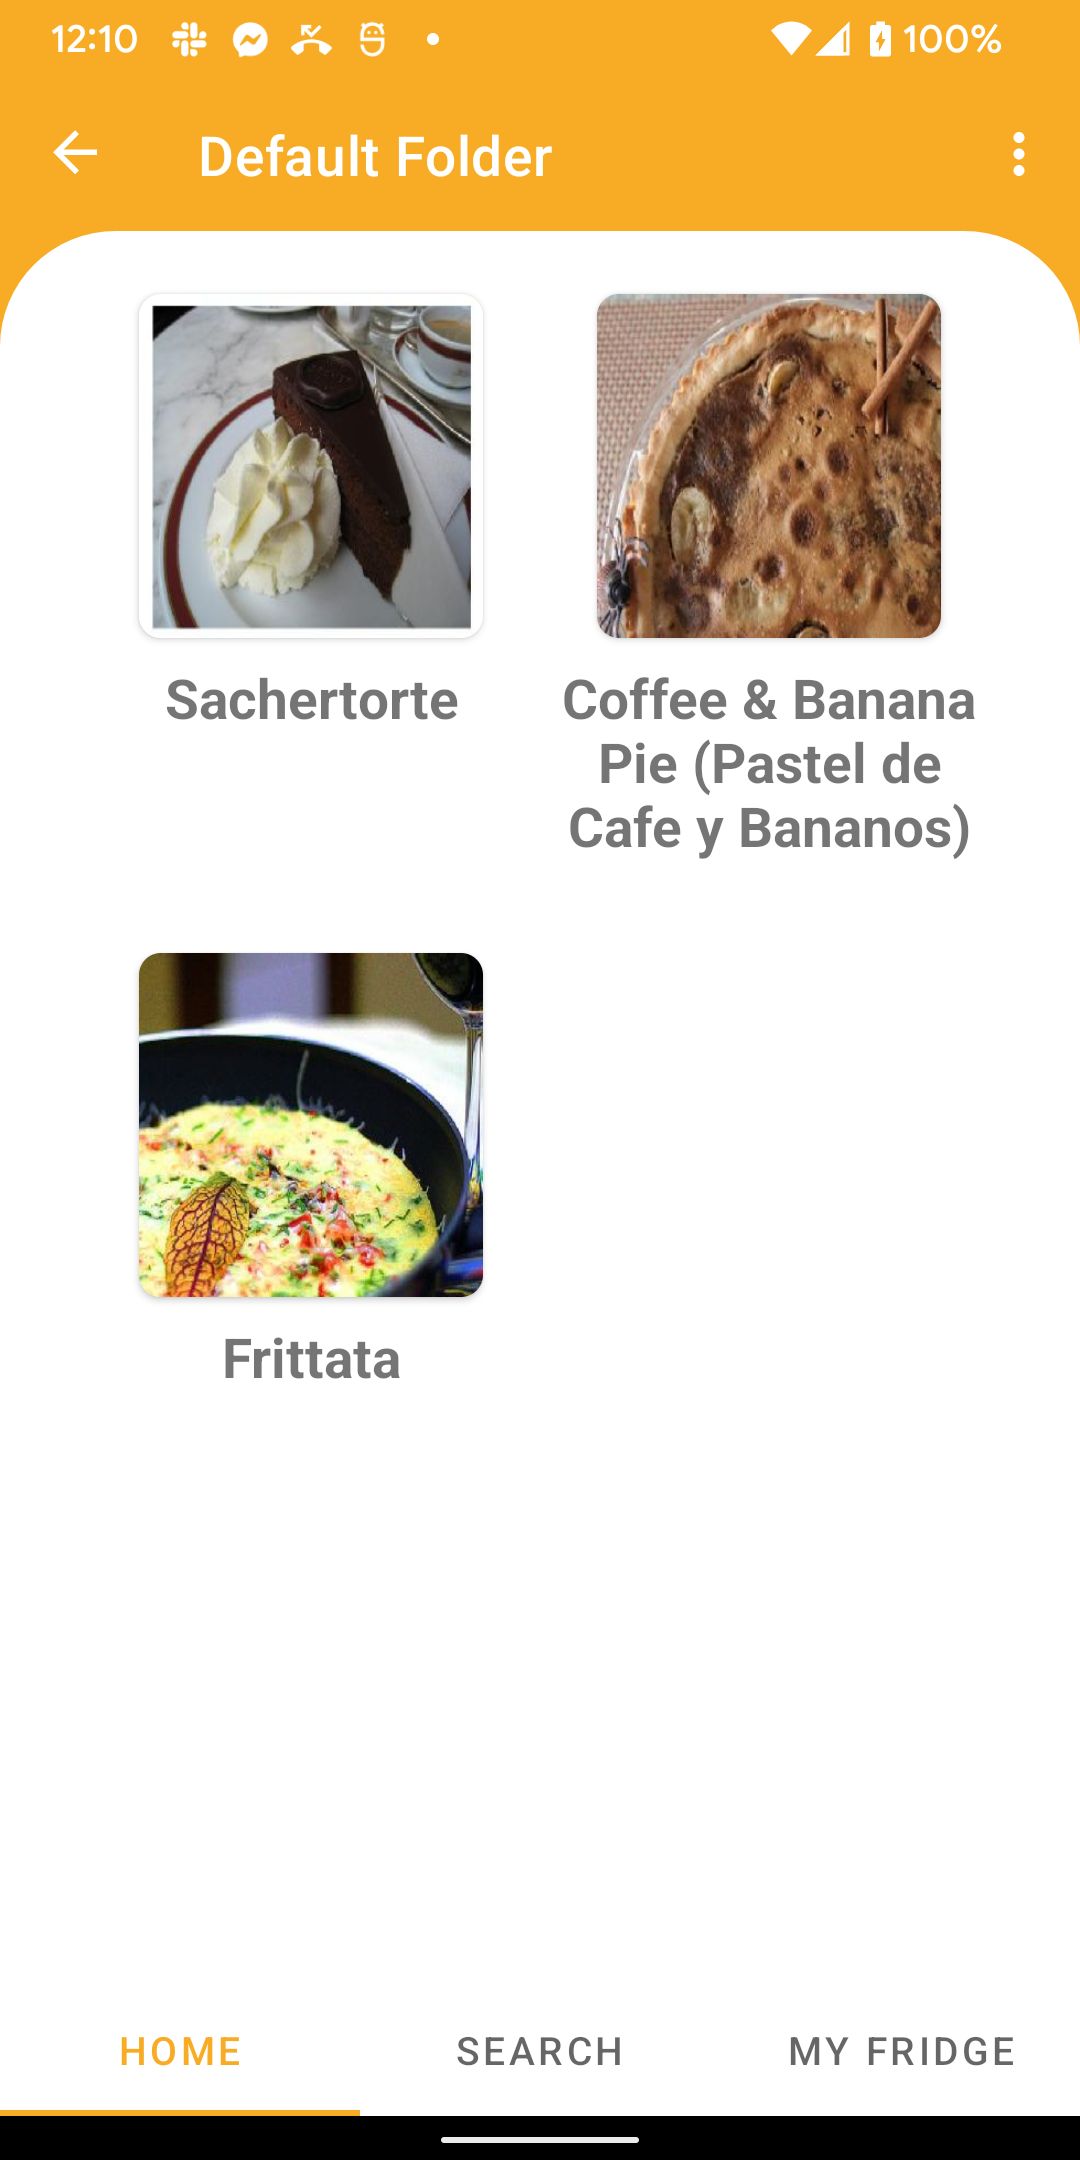 12:10
100%
Default Folder
Sachertorte
Coffee & Banana
Pie (Pastel de
Cafe y Bananos)
Frittata
HOME
SEARCH
MY FRIDGE